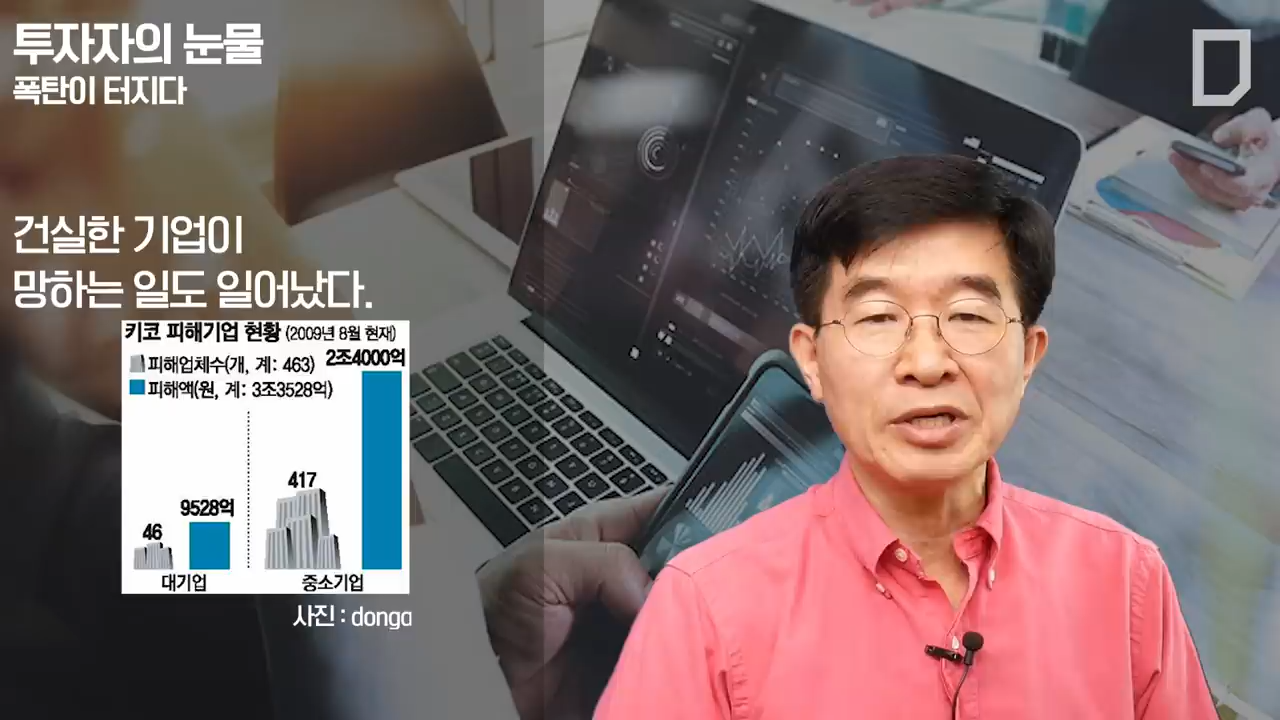 투자자의 눈물
폭탄이 터지다
건실한 기업이
망하는 일도 일어났다.
키코 피해기업 현황 (2009년 8월 현재)
피해업체수(개, 계: 463)
2조4000억
피해액(원, 계: 3조3528억)
417
9528억
46
대기업
중소기업
사진 : donga